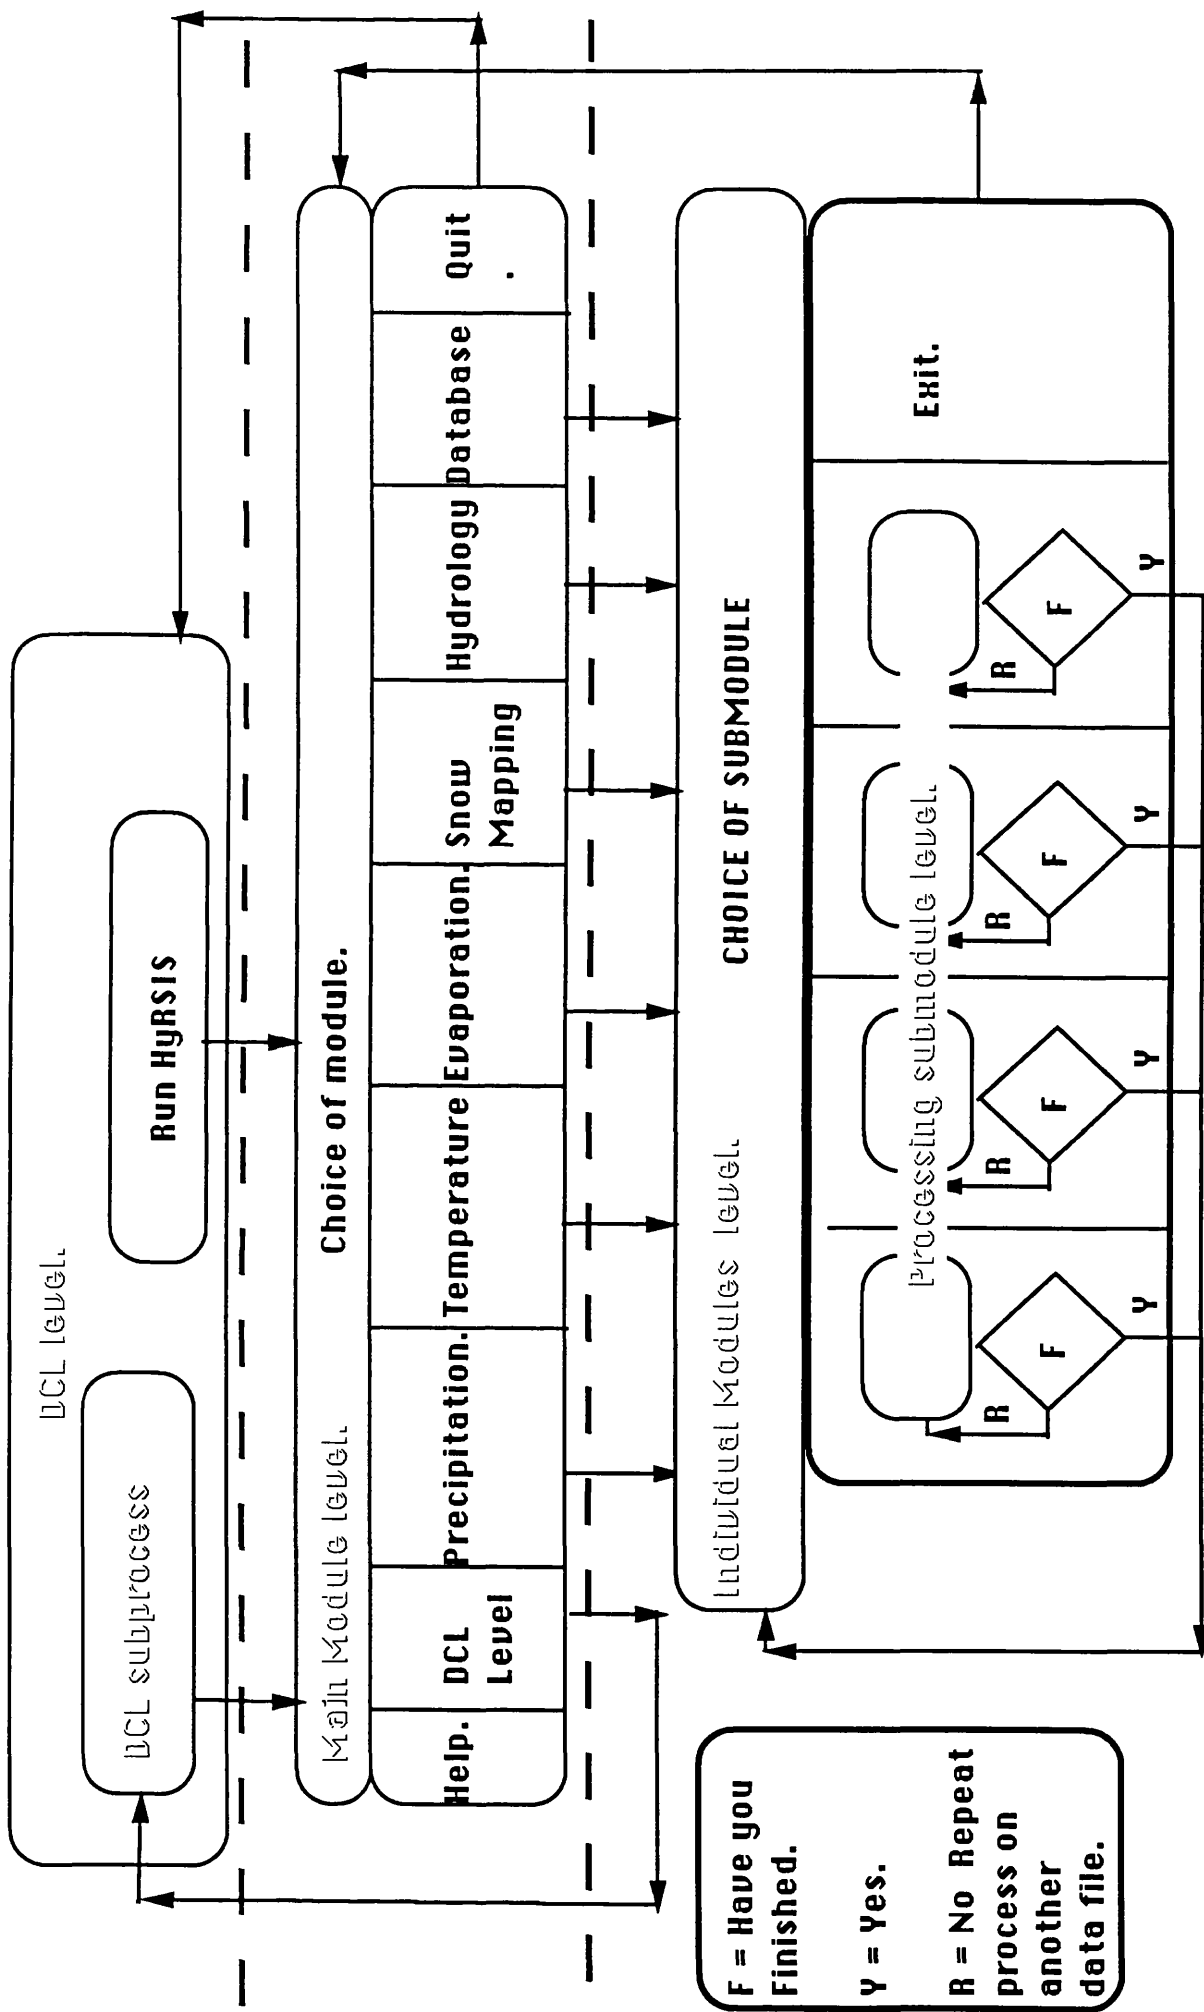 DCL level.
DCL subprocess
Run HyRSIS
Main Module level.
Choice of module.
Help.
DCL
Level
Precipitation.
Temperature
Evaporation.
Snow
Mapping
Hydrology
Database
Quit
.
Individual Modules level.
CHOICE OF SUBMODULE
Processing submodule level.
Exit.
R
F
Y
R
F
Y
R
F
Y
R
F
Y
F = Have you
Finished.
Y = Yes.
R = No Repeat
process on
another
data file.